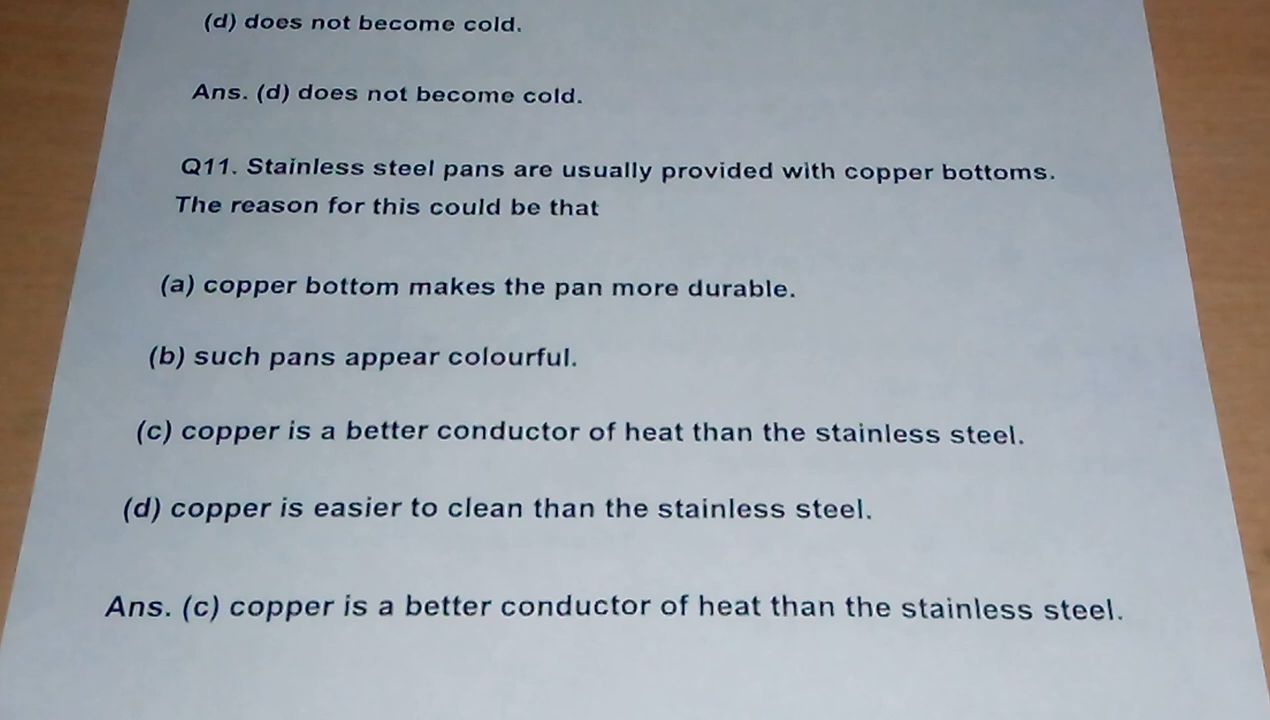 (d) does not become cold.
Ans. (d) does not become cold.
Q11. Stainless steel pans are usually provided with copper bottoms.
The reason for this could be that
(a) copper bottom makes the pan more durable.
(b) such pans appear colourful.
(c) copper is a better conductor of heat than the stainless steel.
(d) copper is easier to clean than the stainless steel.
Ans. (c) copper is a better conductor of heat than the stainless steel.